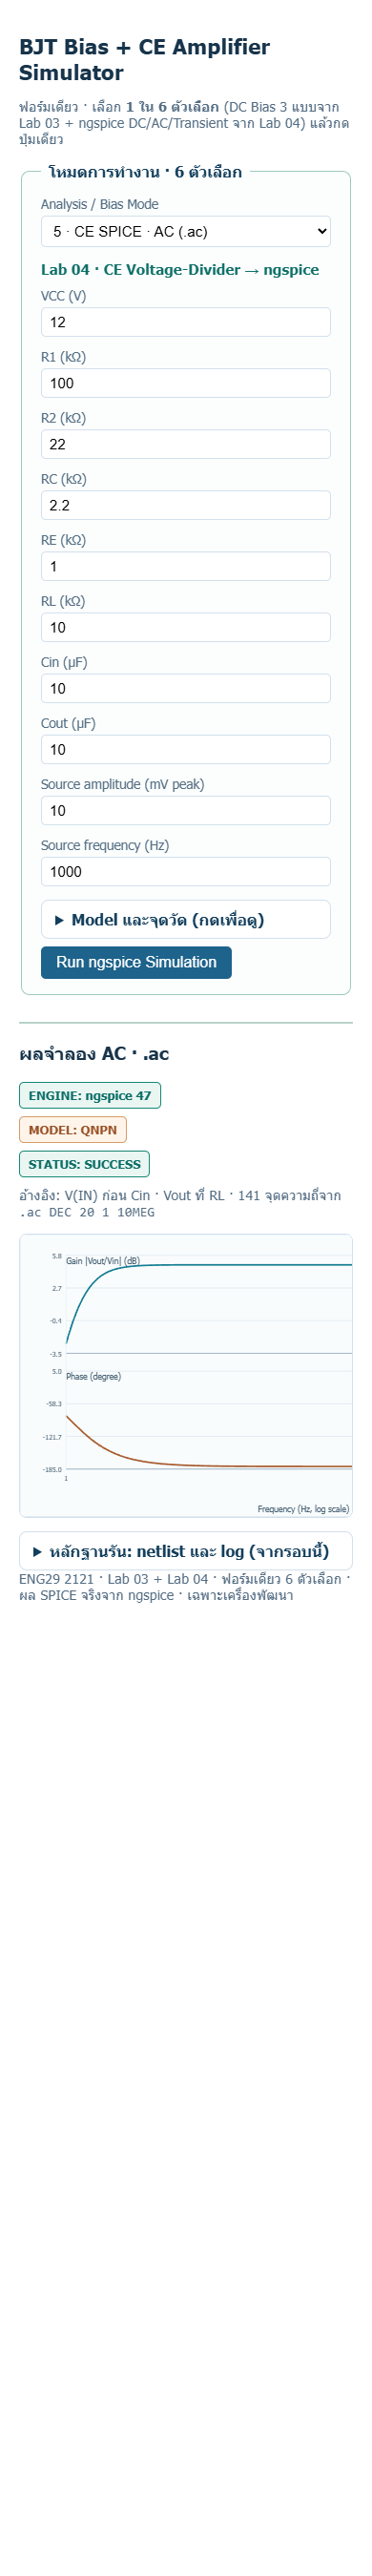 BJT Bias + CE Amplifier
Simulator
ฟอร์มเดียว · เลือก 1 ใน 6 ตัวเลือก (DC Bias 3 แบบจาก
Lab 03 + ngspice DC/AC/Transient จาก Lab 04) แล้วกด
ปุ่มเดียว
โหมดการทำงาน · 6 ตัวเลือก
Analysis / Bias Mode
5 · CE SPICE · AC (.ac)
Lab 04 · CE Voltage-Divider → ngspice
VCC (V)
12
R1 (kΩ)
100
R2 (kΩ)
22
RC (kΩ)
2.2
RE (kΩ)
1
RL (kΩ)
10
Cin (µF)
10
Cout (µF)
10
Source amplitude (mV peak)
10
Source frequency (Hz)
1000
▶ Model และจุดวัด (กดเพื่อดู)
Run ngspice Simulation
ผลจำลอง AC · .ac
ENGINE: ngspice 47
MODEL: QNPN
STATUS: SUCCESS
อ้างอิง: V(IN) ก่อน Cin · Vout ที่ RL · 141 จุดความถี่จาก
.ac DEC 20 1 10MEG
5.8
Gain |Vout/Vin| (dB)
2.7
-0.4
-3.5
5.0
Phase (degree)
-58.3
-121.7
-185.0
1
Frequency (Hz, log scale)
▶ หลักฐานรัน: netlist และ log (จากรอบนี้)
ENG29 2121 · Lab 03 + Lab 04 · ฟอร์มเดียว 6 ตัวเลือก ·
ผล SPICE จริงจาก ngspice · เฉพาะเครื่องพัฒนา